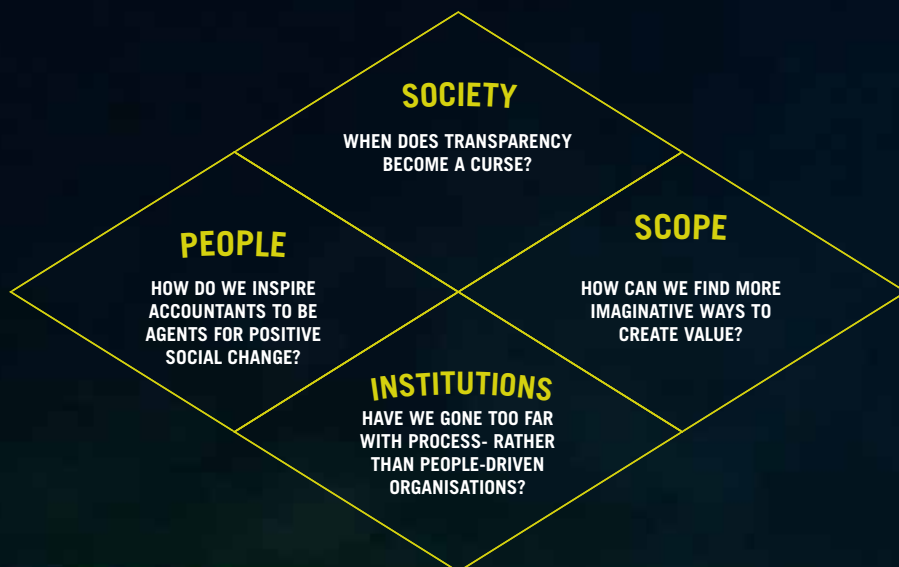 SOCIETY
WHEN DOES TRANSPARENCY
BECOME A CURSE?
PEOPLE
HOW DO WE INSPIRE
ACCOUNTANTS TO BE
AGENTS FOR POSITIVE
SOCIAL CHANGE?
SCOPE
HOW CAN WE FIND MORE
IMAGINATIVE WAYS TO
CREATE VALUE?
INSTITUTIONS
HAVE WE GONE TOO FAR
WITH PROCESS- RATHER
THAN PEOPLE-DRIVEN
ORGANISATIONS?